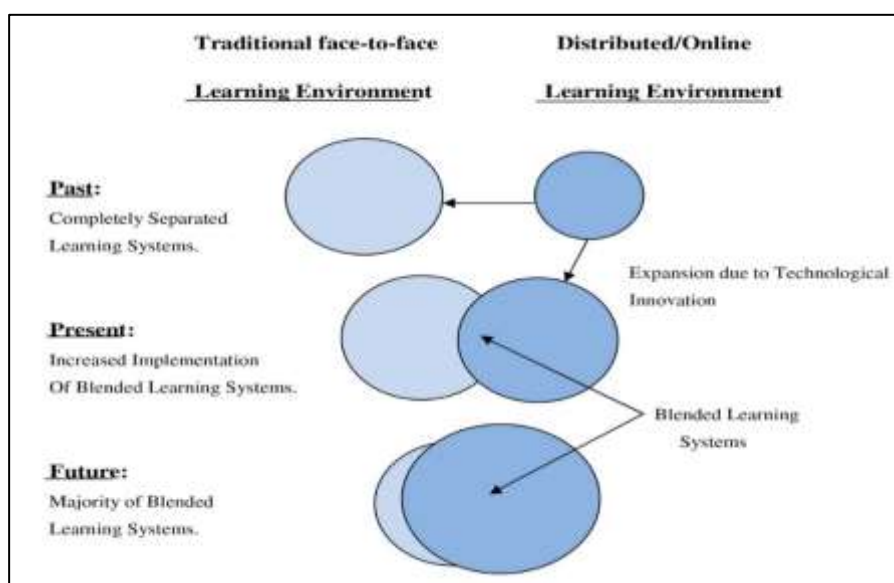 Traditional face-to-face
Learning Environment
Distributed/Online
Learning Environment
Past:
Completely Separated
Learning Systems.
Expansion due to Technological
Innovation
Present:
Increased Implementation
Of Blended Learning Systems.
Blended Learning
Systems
Future:
Majority of Blended
Learning Systems.